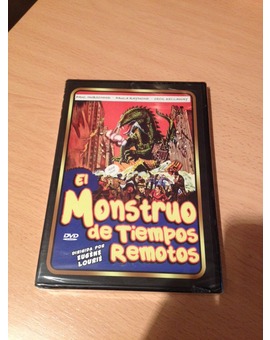 El
Monstruo
de Tiempos
Remotos
DVD
DIRIGIDA POR
EUGENE
LOURIE